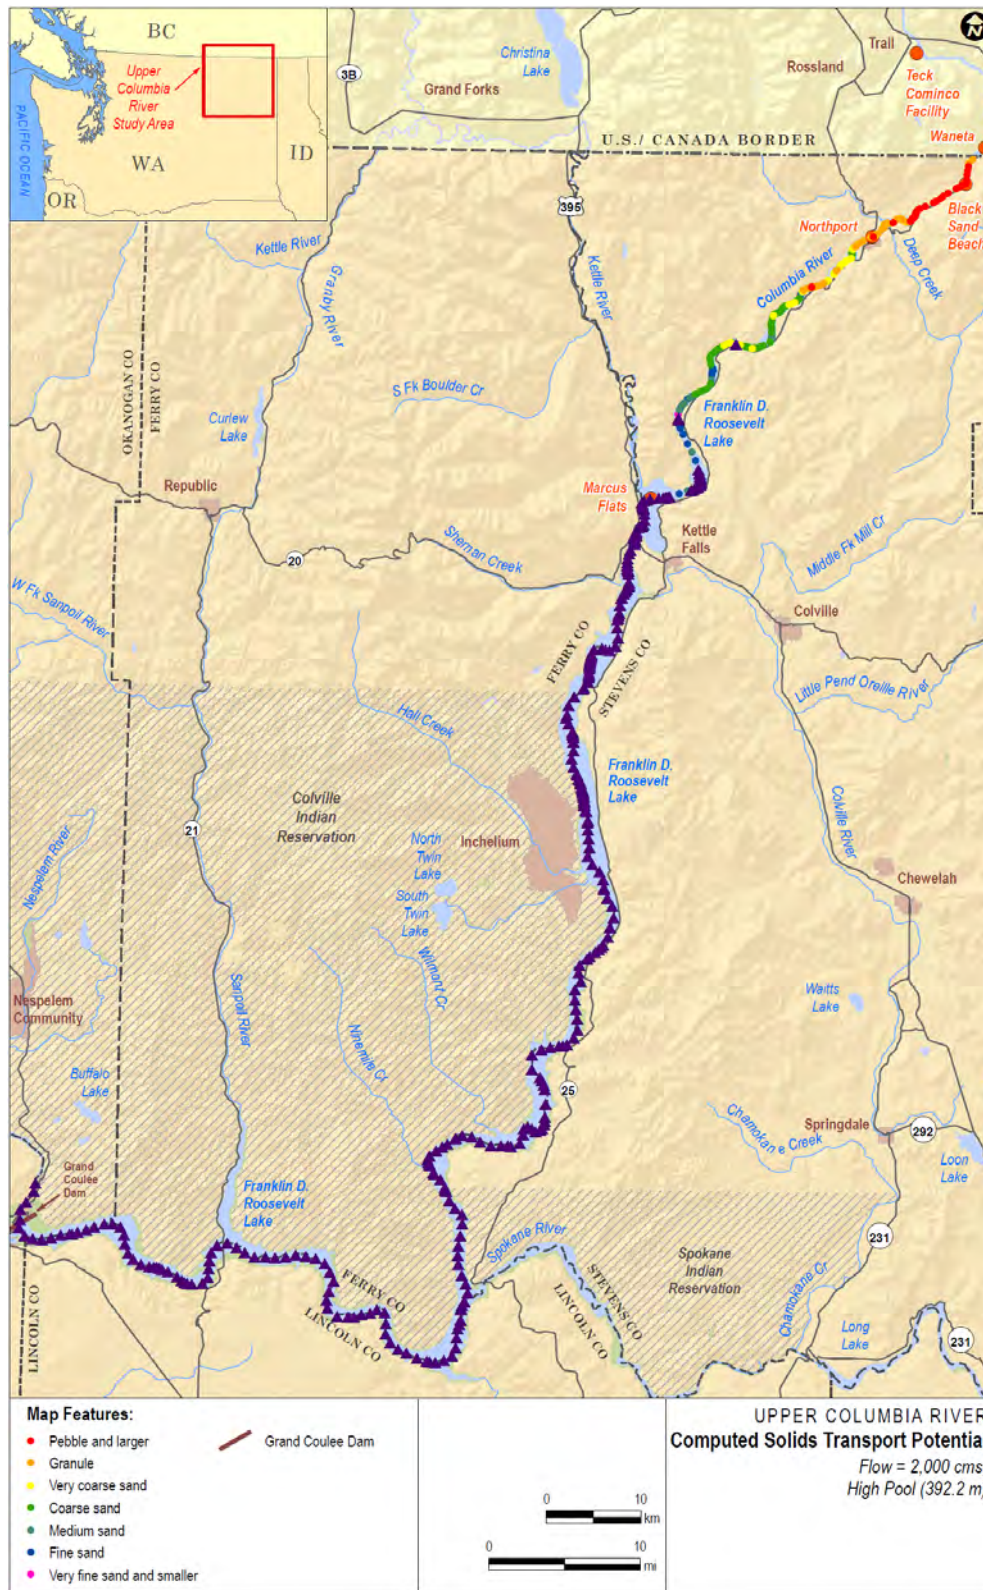 BC
Upper
Columbia
River
Study Area
PACIFIC OCEAN
WA
ID
OR
3B
Grand Forks
Christina
Lake
Trail
Rossland
Teck
Cominco
Facility
Waneta
N
U.S./ CANADA BORDER
395
Kettle River
Granby River
Kettle River
Northport
Black
Sand
Beach
Deep Creek
Columbia River
OKANOGAN CO
FERRY CO
S Fk Boulder Cr
Curlew
Lake
Franklin D.
Roosevelt
Lake
Republic
Marcus
Flats
Kettle
Falls
20
Sherman Creek
Middle Fk Mill Cr
Colville
W Fk Sanpoil River
FERRY CO
STEVENS CO
Little Pend Oreille River
Hall Creek
Franklin D.
Roosevelt
Lake
Colville
Indian
Reservation
21
Inchelium
North
Twin
Lake
South
Twin
Lake
Colville River
Chewelah
Nespelem River
Nespelem
Community
Wilmont Cr
Ninemile Cr
Sanpoil River
Waitts
Lake
Buffalo
Lake
25
Chamokane Creek
Springdale
292
Loon
Lake
Grand
Coulee
Dam
Franklin D.
Roosevelt
Lake
Spokane River
231
Spokane
Indian
Reservation
STEVENS CO
LINCOLN CO
FERRY CO
LINCOLN CO
LINCOLN CO
Chamokane Cr
Long
Lake
231
Map Features:
Pebble and larger
Granule
Very coarse sand
Coarse sand
Medium sand
Fine sand
Very fine sand and smaller
Grand Coulee Dam
0 10
km
0 10
mi
UPPER COLUMBIA RIVER
Computed Solids Transport Potentia
Flow = 2,000 cms
High Pool (392.2 m)